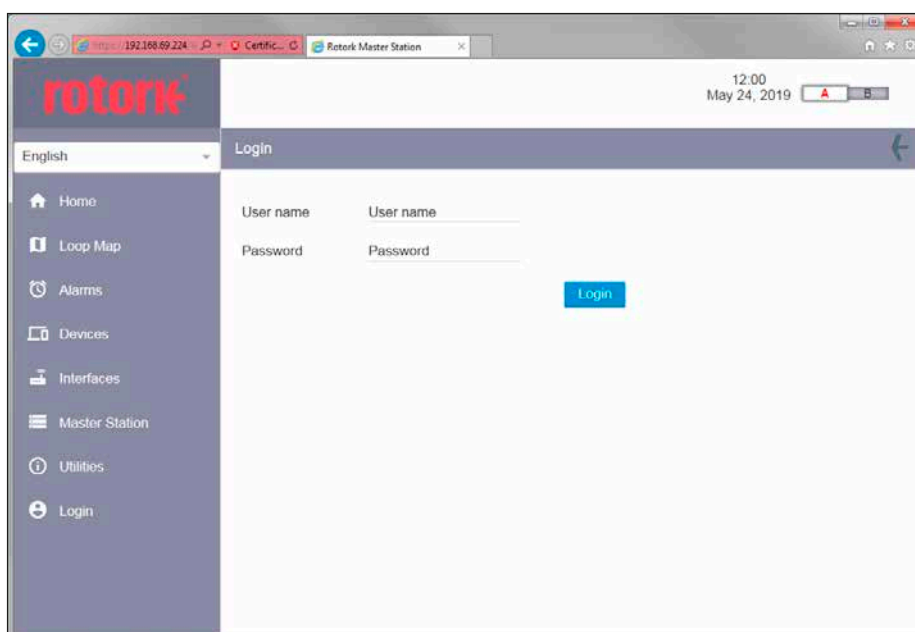 https://192.168.69.224
Certific...
Rotork Master Station
rotork
12:00
May 24, 2019
A
B
English
Login
Home
Loop Map
Alarms
Devices
Interfaces
Master Station
Utilities
Login
User name
User name
Password
Password
Login